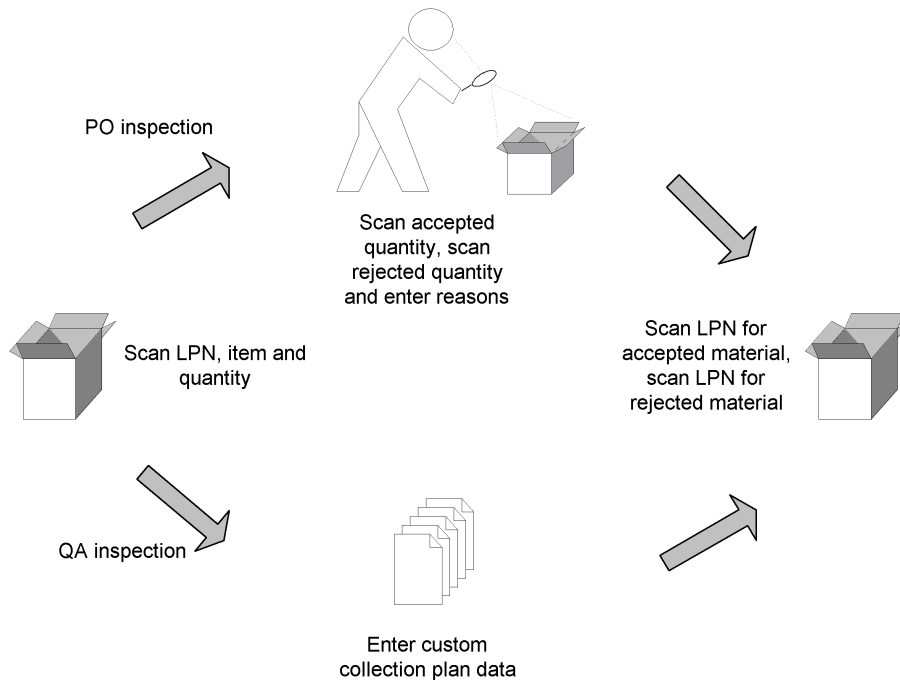 PO inspection
Scan accepted
quantity, scan
rejected quantity
and enter reasons
Scan LPN, item and
quantity
Scan LPN for
accepted material,
scan LPN for
rejected material
QA inspection
Enter custom
collection plan data